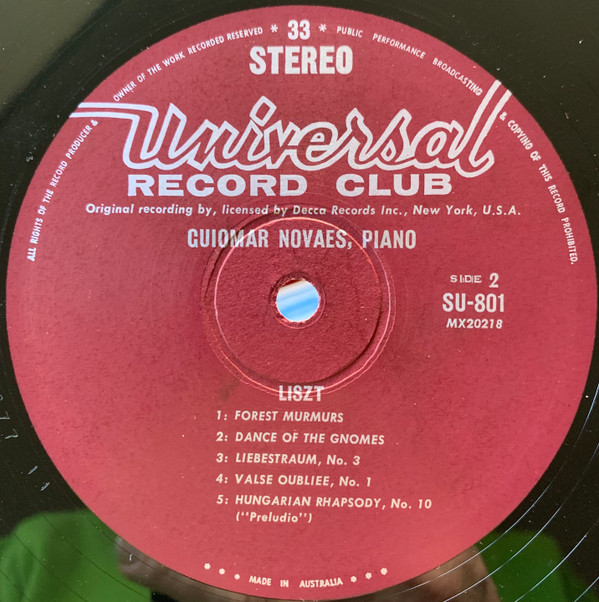 ALL RIGHTS OF THE RECORD PRODUCER & OWNER OF THE WORK RECORDED RESERVED * 33 * PUBLIC PERFORMANCE BROADCASTING & COPYING OF THIS RECORD PROHIBITED.
STEREO
Universal
RECORD CLUB
Original recording by, licensed by Decca Records Inc., New York, U.S.A.
GUIOMAR NOVAES, PIANO
SIDE 2
SU-801
MX20218
LISZT
1: FOREST MURMURS
2: DANCE OF THE GNOMES
3: LIEBESTRAUM, No. 3
4: VALSE OUBLIEE, No. 1
5: HUNGARIAN RHAPSODY, No. 10
(''Preludio'')
* * * MADE IN AUSTRALIA * * *